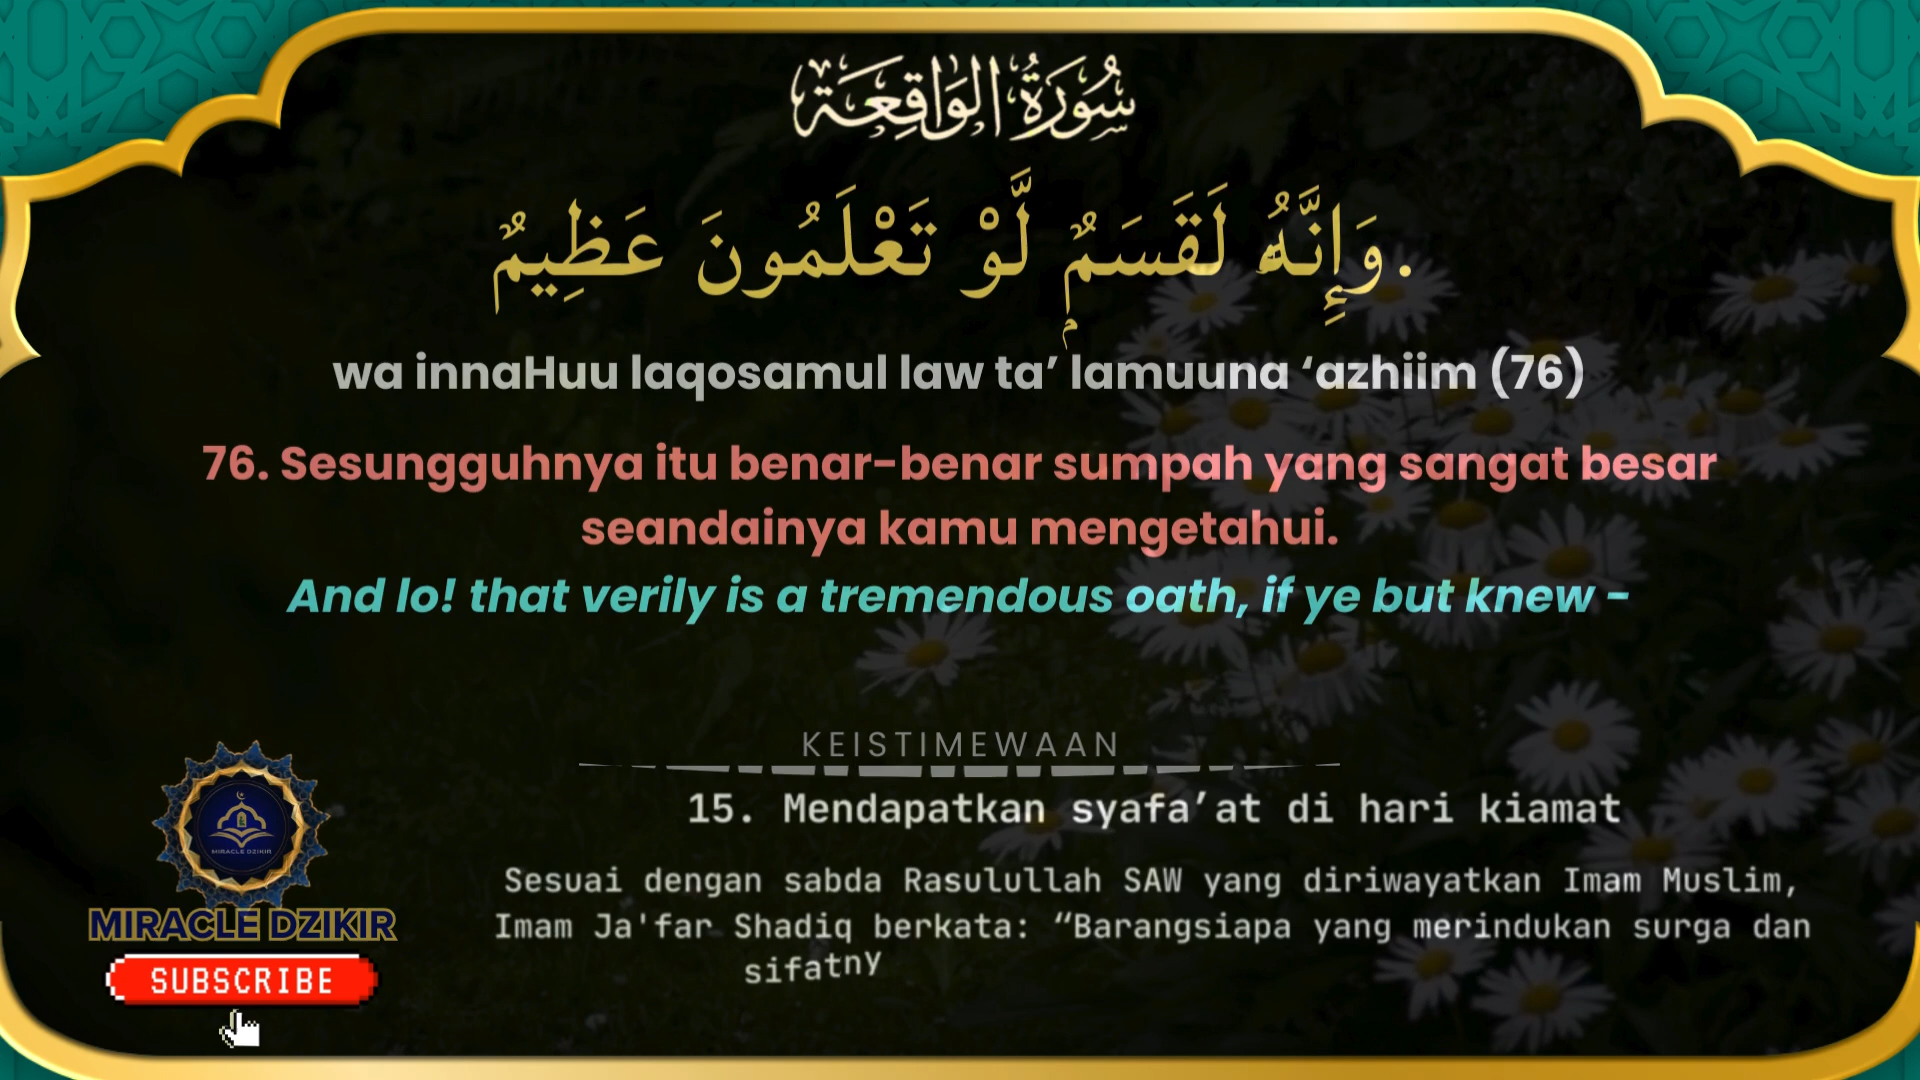 سُورَةُ الوَاقِعَة
وَإِنَّهُۥ لَقَسَمٌۭ لَّوْ تَعْلَمُونَ عَظِيمٌ.
wa innaHuu laqosamul law ta’ lamuuna ‘azhiim (76)
76. Sesungguhnya itu benar-benar sumpah yang sangat besar
seandainya kamu mengetahui.
And lo! that verily is a tremendous oath, if ye but knew -
KEISTIMEWAAN
15. Mendapatkan syafa’at di hari kiamat
Sesuai dengan sabda Rasulullah SAW yang diriwayatkan Imam Muslim,
Imam Ja'far Shadiq berkata: “Barangsiapa yang merindukan surga dan
sifatny
MIRACLE DZIKIR
MIRACLE DZIKIR
SUBSCRIBE